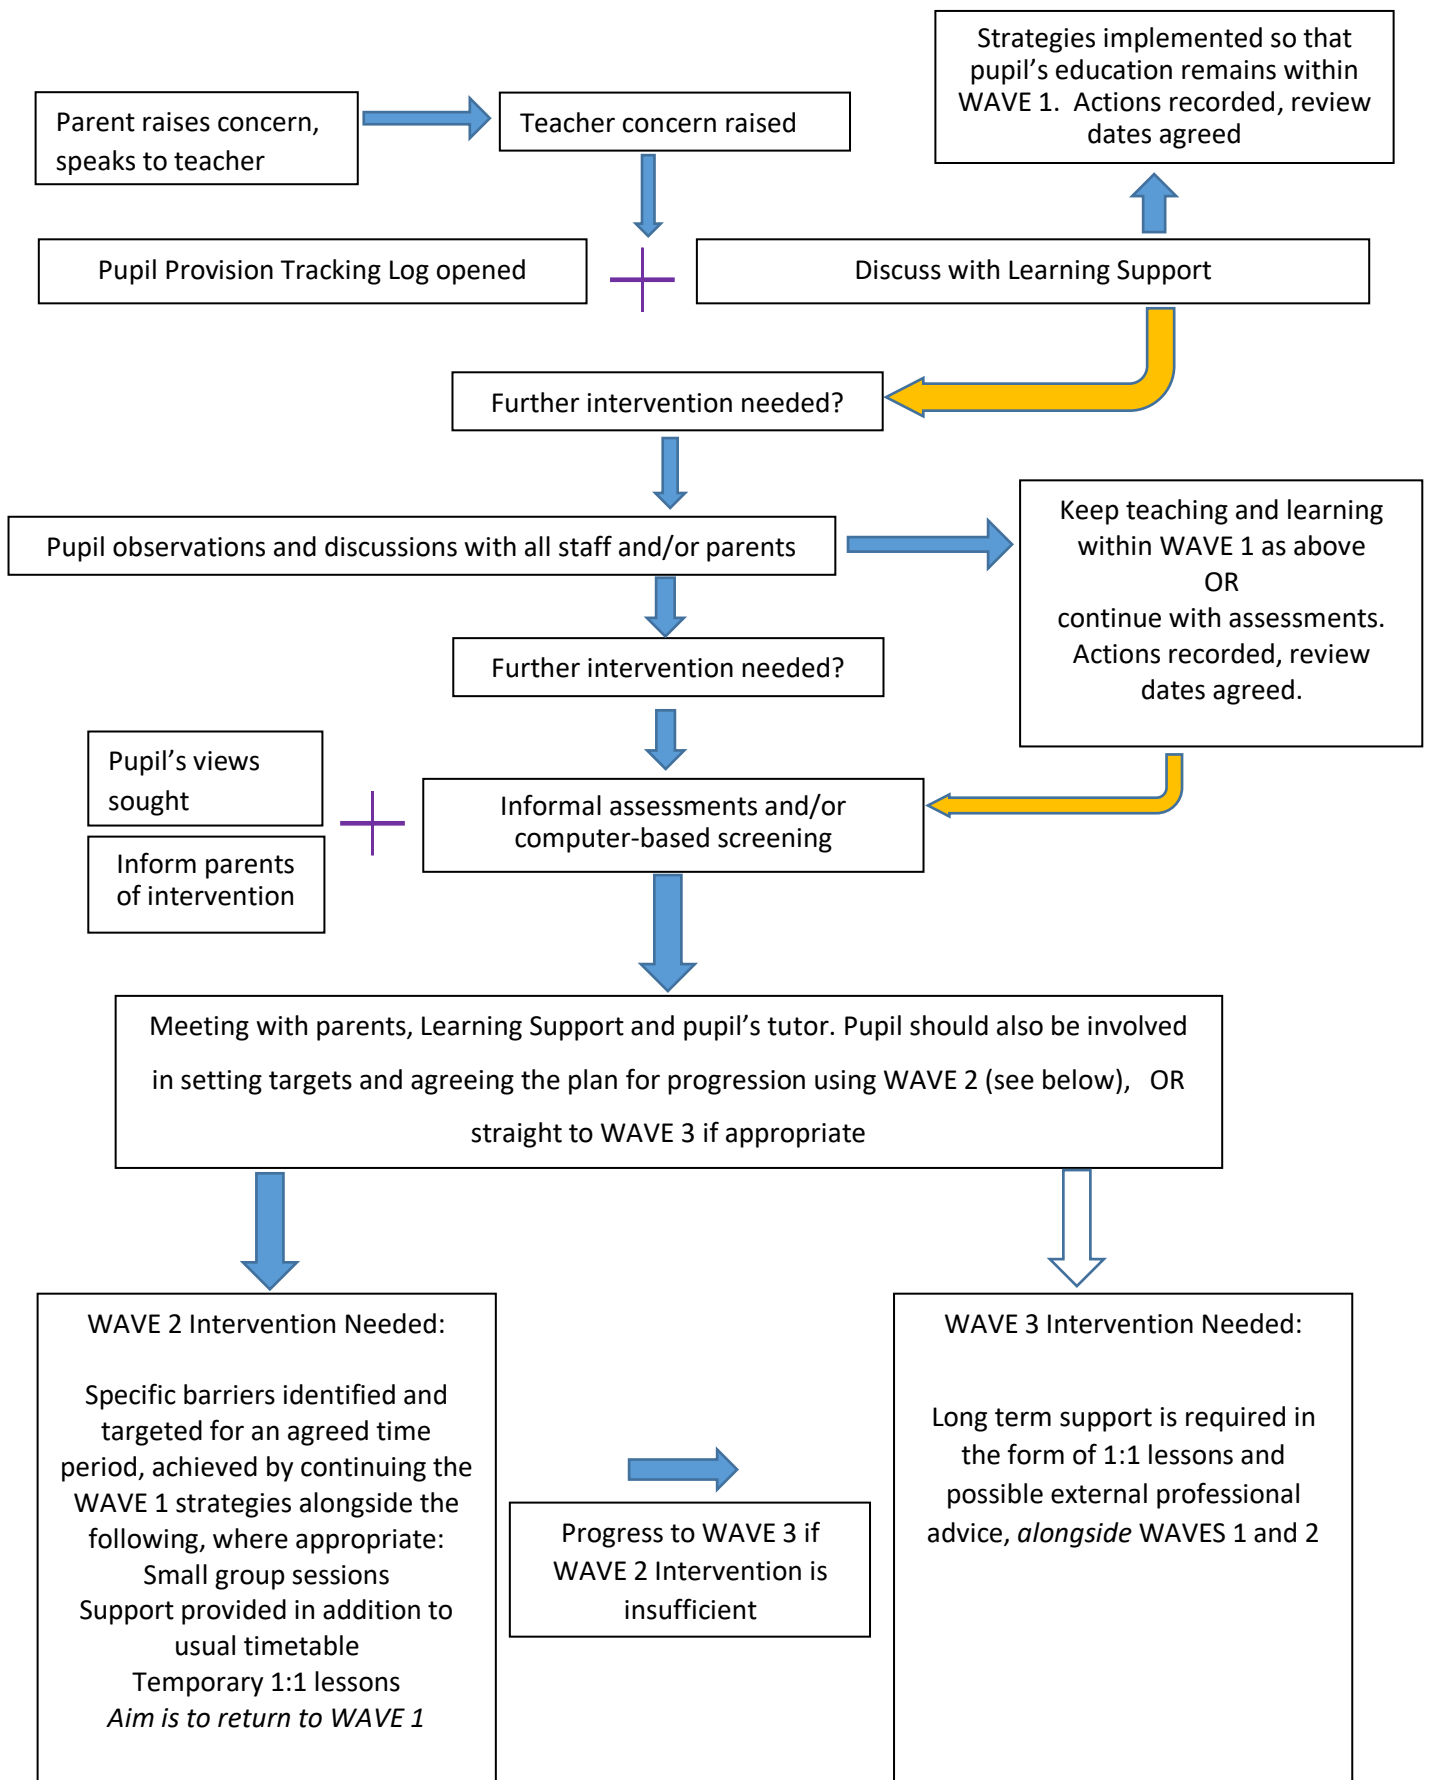 Strategies implemented so that
pupil’s education remains within
WAVE 1.  Actions recorded, review
dates agreed
Parent raises concern,
speaks to teacher
Teacher concern raised
Pupil Provision Tracking Log opened
Discuss with Learning Support
Further intervention needed?
Pupil observations and discussions with all staff and/or parents
Keep teaching and learning
within WAVE 1 as above
OR
continue with assessments.
Actions recorded, review
dates agreed.
Further intervention needed?
Pupil’s views
sought
Informal assessments and/or
computer-based screening
Inform parents
of intervention
Meeting with parents, Learning Support and pupil’s tutor. Pupil should also be involved
in setting targets and agreeing the plan for progression using WAVE 2 (see below),   OR
straight to WAVE 3 if appropriate
WAVE 2 Intervention Needed:
Specific barriers identified and
targeted for an agreed time
period, achieved by continuing the
WAVE 1 strategies alongside the
following, where appropriate:
Small group sessions
Support provided in addition to
usual timetable
Temporary 1:1 lessons
Aim is to return to WAVE 1
Progress to WAVE 3 if
WAVE 2 Intervention is
insufficient
WAVE 3 Intervention Needed:
Long term support is required in
the form of 1:1 lessons and
possible external professional
advice, alongside WAVES 1 and 2